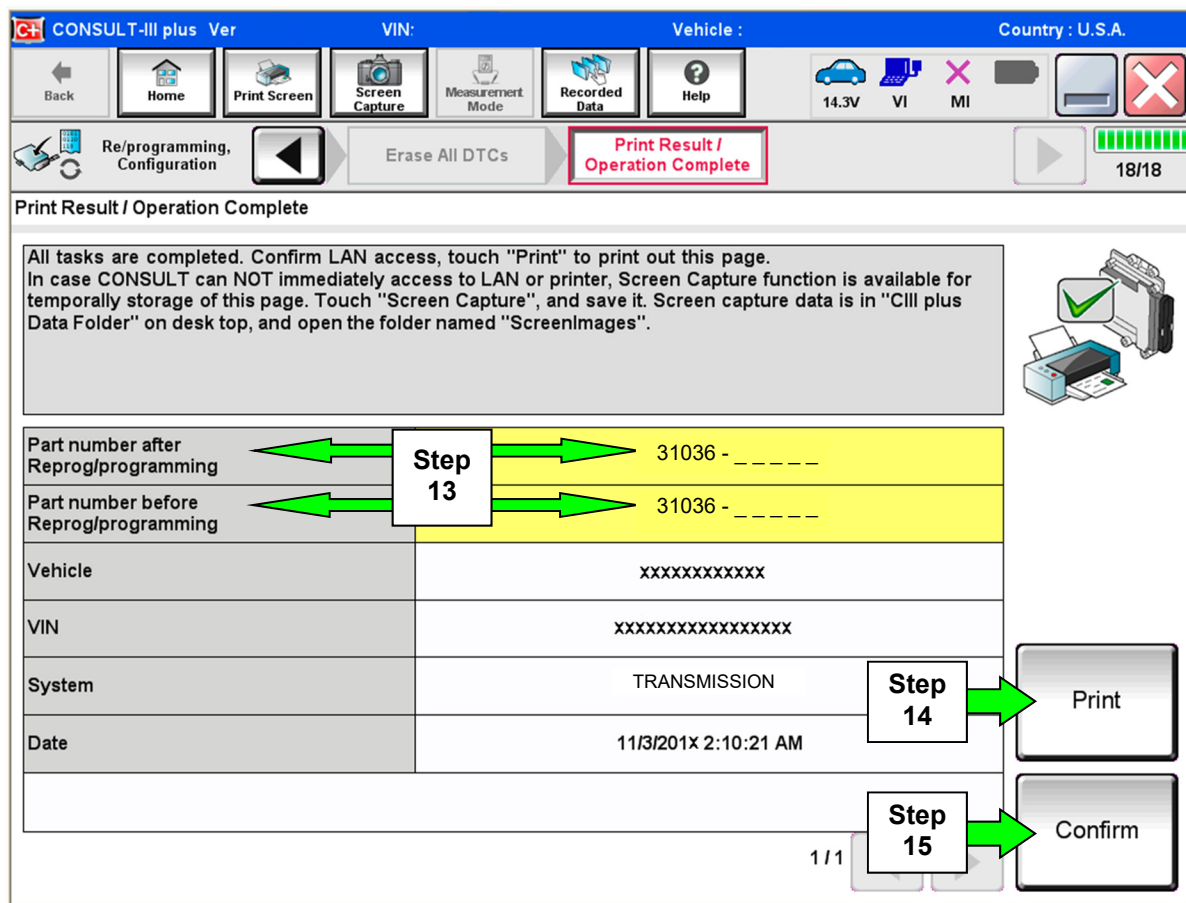 C+ CONSULT-III plus Ver VIN: Vehicle : Country : U.S.A.
Back
Home
Print Screen
Screen
Capture
Measurement
Mode
Recorded
Data
Help
14.3V
VI
MI
Re/programming,
Configuration
Erase All DTCs
Print Result /
Operation Complete
18/18
Print Result / Operation Complete
All tasks are completed. Confirm LAN access, touch "Print" to print out this page.
In case CONSULT can NOT immediately access to LAN or printer, Screen Capture function is available for
temporally storage of this page. Touch "Screen Capture", and save it. Screen capture data is in "CIII plus
Data Folder" on desk top, and open the folder named "ScreenImages".
Part number after
Reprog/programming
31036 - _ _ _ _ _
Step
13
Part number before
Reprog/programming
31036 - _ _ _ _ _
Vehicle
xxxxxxxxxxxx
VIN
xxxxxxxxxxxxxxxxx
System
TRANSMISSION
Step
14
Print
Date
11/3/201X 2:10:21 AM
Step
15
Confirm
1/1